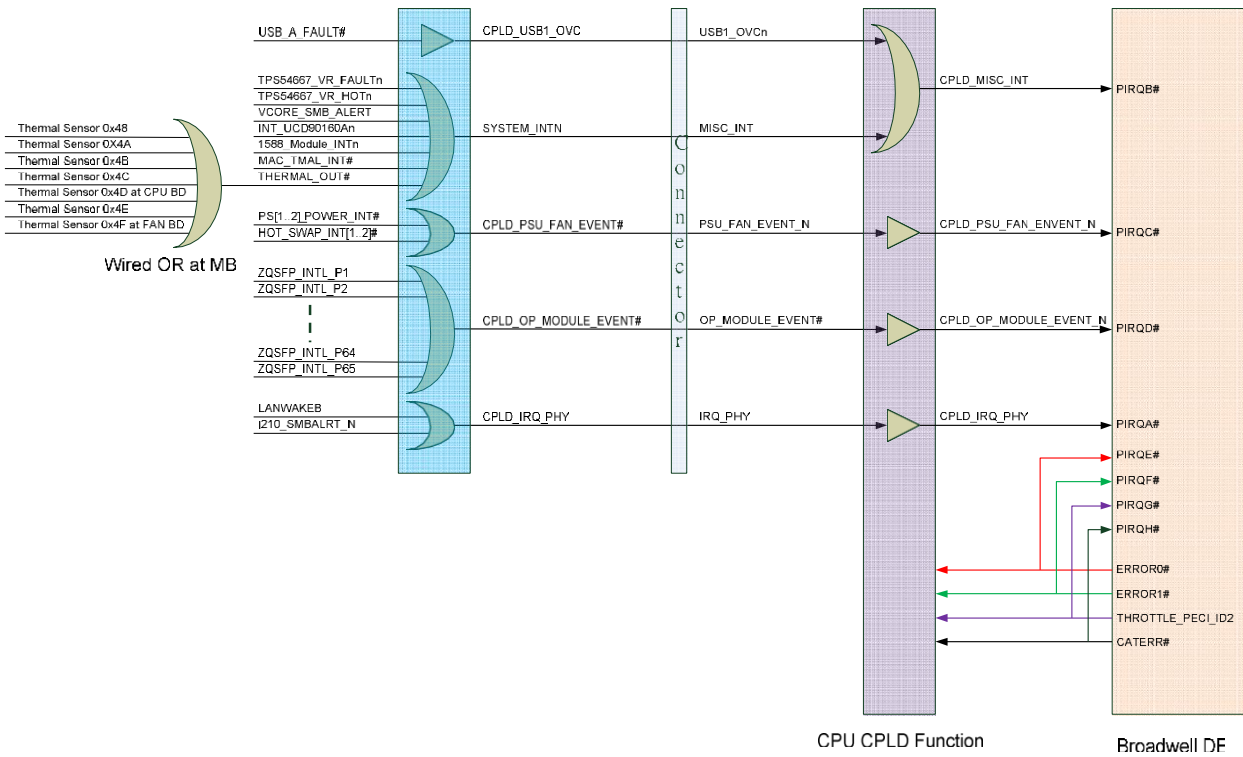 USB_A_FAULT#
CPLD_USB1_OVC
USB1_OVCn
TPS54667_VR_FAULTn
TPS54667_VR_HOTn
VCORE_SMB_ALERT
INT_UCD90160An
1588_Module_INTn
MAC_TMAL_INT#
THERMAL_OUT#
SYSTEM_INTN
MISC_INT
CPLD_MISC_INT
PIRQB#
Thermal Sensor 0x48
Thermal Sensor 0X4A
Thermal Sensor 0x4B
Thermal Sensor 0x4C
Thermal Sensor 0x4D at CPU BD
Thermal Sensor 0x4E
Thermal Sensor 0x4F at FAN BD
Wired OR at MB
PS[1..2]_POWER_INT#
HOT_SWAP_INT[1..2]#
CPLD_PSU_FAN_EVENT#
PSU_FAN_ENVENT_N
CPLD_PSU_FAN_ENVENT_N
PIRQC#
ZQSFP_INTL_P1
ZQSFP_INTL_P2
ZQSFP_INTL_P64
ZQSFP_INTL_P65
CPLD_OP_MODULE_EVENT#
OP_MODULE_EVENT#
CPLD_OP_MODULE_EVENT_N
PIRQD#
LANWAKEB
I210_SMBALRT_N
CPLD_IRQ_PHY
IRQ_PHY
CPLD_IRQ_PHY
PIRQA#
Connector
PIRQE#
PIRQF#
PIRQG#
PIRQH#
ERROR0#
ERROR1#
THROTTLE_PECI_ID2
CATERR#
CPU CPLD Function
Broadwell DE